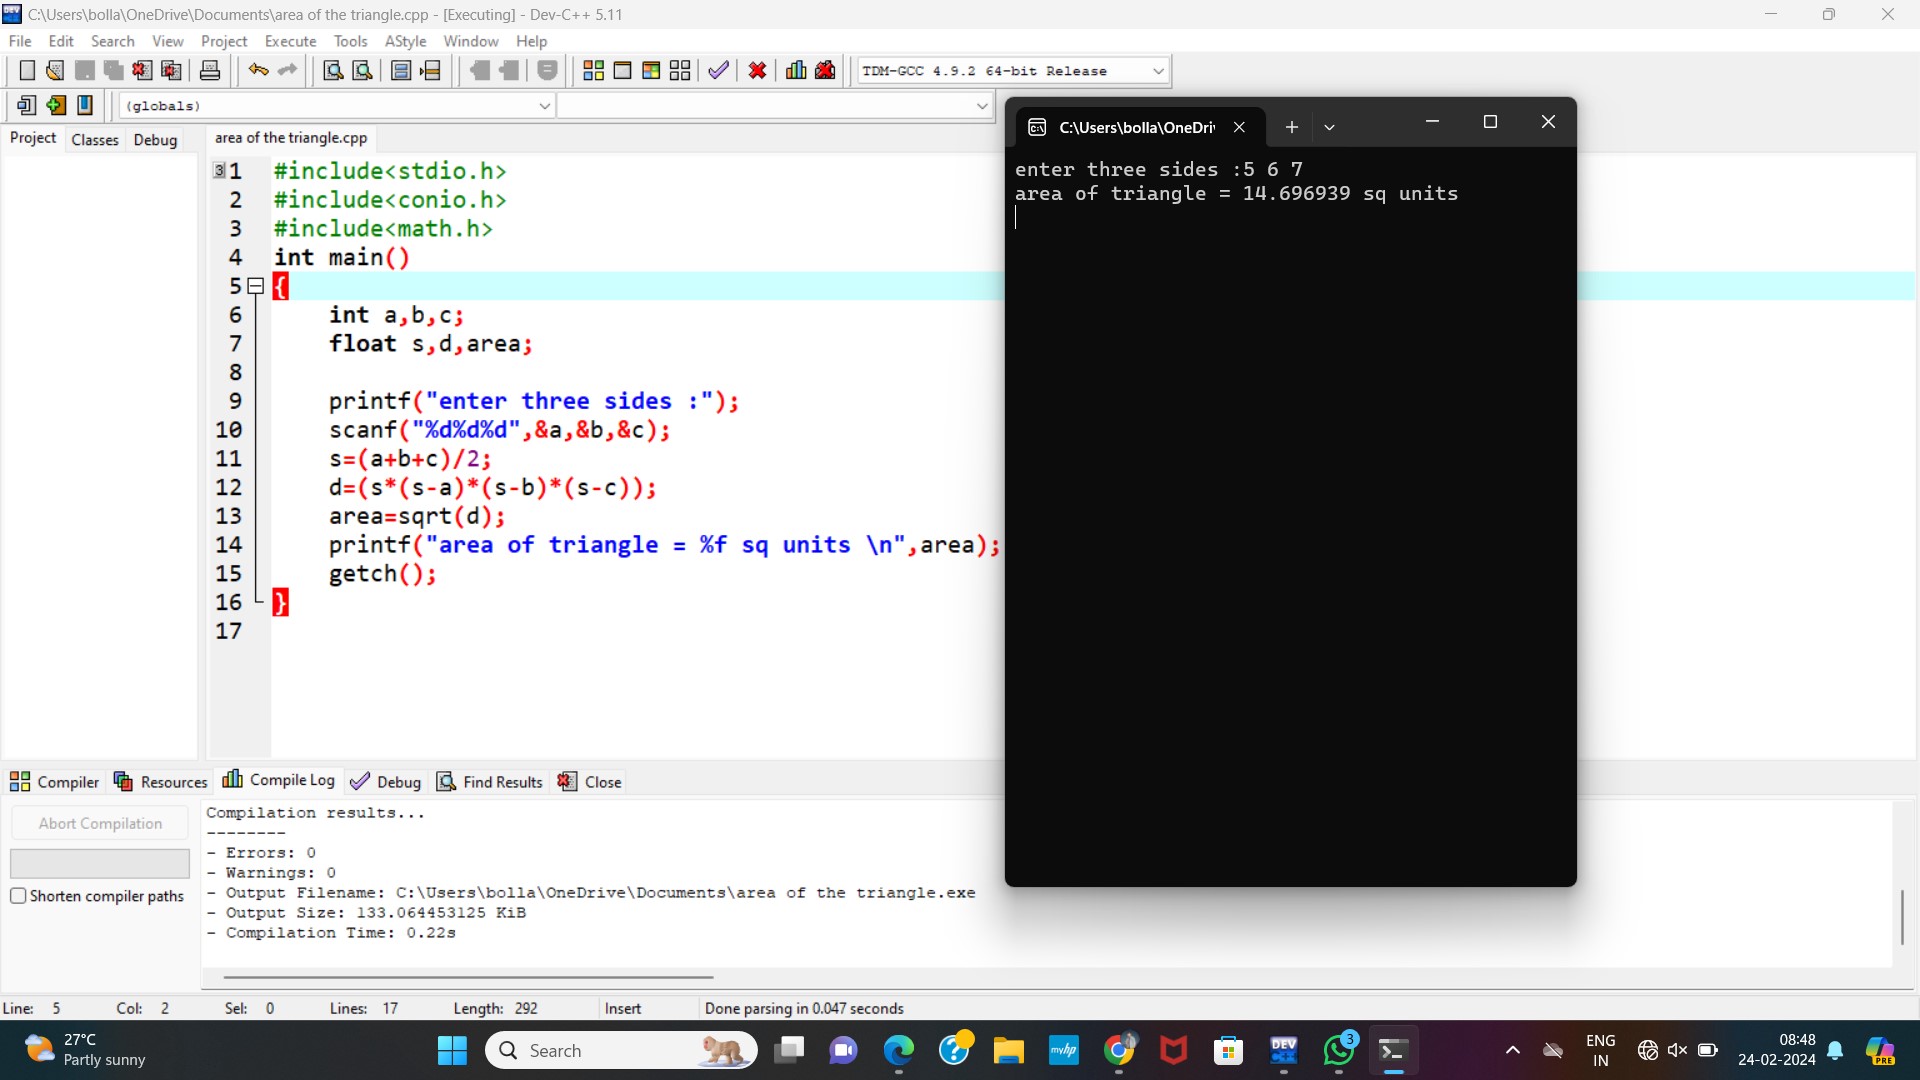 C:\Users\bolla\OneDrive\Documents\area of the triangle.cpp - [Executing] - Dev-C++ 5.11
File Edit Search View Project Execute Tools AStyle Window Help
TDM-GCC 4.9.2 64-bit Release
(globals)
Project Classes Debug
area of the triangle.cpp
1 #include<stdio.h>
2 #include<conio.h>
3 #include<math.h>
4 int main()
5 {
6 int a,b,c;
7 float s,d,area;
8
9 printf("enter three sides :");
10 scanf("%d%d%d",&a,&b,&c);
11 s=(a+b+c)/2;
12 d=(s*(s-a)*(s-b)*(s-c));
13 area=sqrt(d);
14 printf("area of triangle = %f sq units \n",area);
15 getch();
16 }
17
C:\Users\bolla\OneDri
enter three sides :5 6 7
area of triangle = 14.696939 sq units
Compiler Resources Compile Log Debug Find Results Close
Abort Compilation
Shorten compiler paths
Compilation results...
--------
- Errors: 0
- Warnings: 0
- Output Filename: C:\Users\bolla\OneDrive\Documents\area of the triangle.exe
- Output Size: 133.064453125 KiB
- Compilation Time: 0.22s
Line: 5 Col: 2 Sel: 0 Lines: 17 Length: 292 Insert Done parsing in 0.047 seconds
27°C
Partly sunny
Search
myhp
DEV
3
ENG
IN
08:48
24-02-2024
PRE